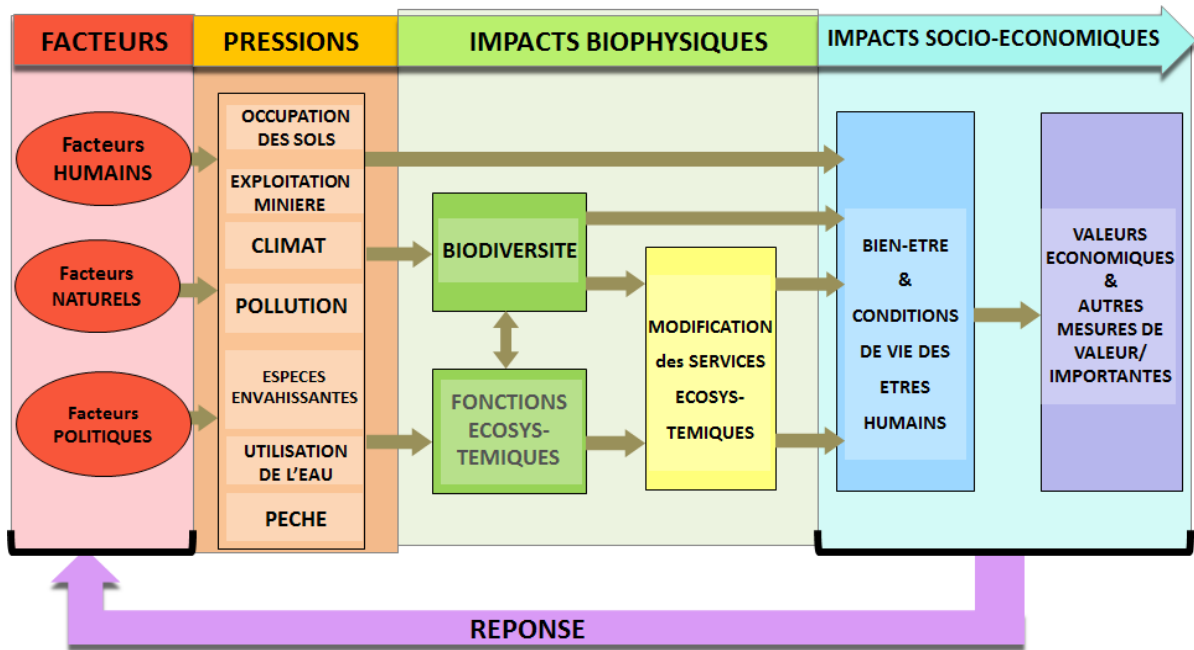 FACTEURS
PRESSIONS
IMPACTS BIOPHYSIQUES
IMPACTS SOCIO-ECONOMIQUES
Facteurs
HUMAINS
Facteurs
NATURELS
Facteurs
POLITIQUES
OCCUPATION
DES SOLS
EXPLOITATION
MINIERE
CLIMAT
POLLUTION
ESPECES
ENVAHISSANTES
UTILISATION
DE L'EAU
PECHE
BIODIVERSITE
FONCTIONS
ECOSYS-
TEMIQUES
MODIFICATION
des SERVICES
ECOSYS-
TEMIQUES
BIEN-ETRE
&
CONDITIONS
DE VIE DES
ETRES
HUMAINS
VALEURS
ECONOMIQUES
&
AUTRES
MESURES DE
VALEUR/
IMPORTANTES
REPONSE